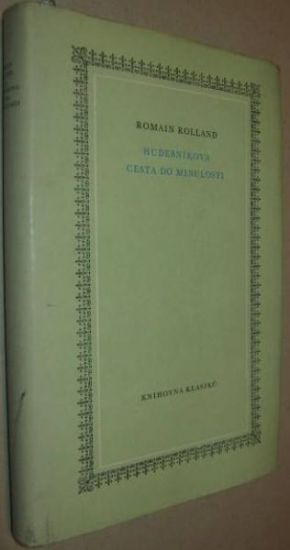 ROMAIN ROLLAND
HUDEBNÍKOVA
CESTA DO MINULOSTI
KNIHOVNA KLASIKŮ